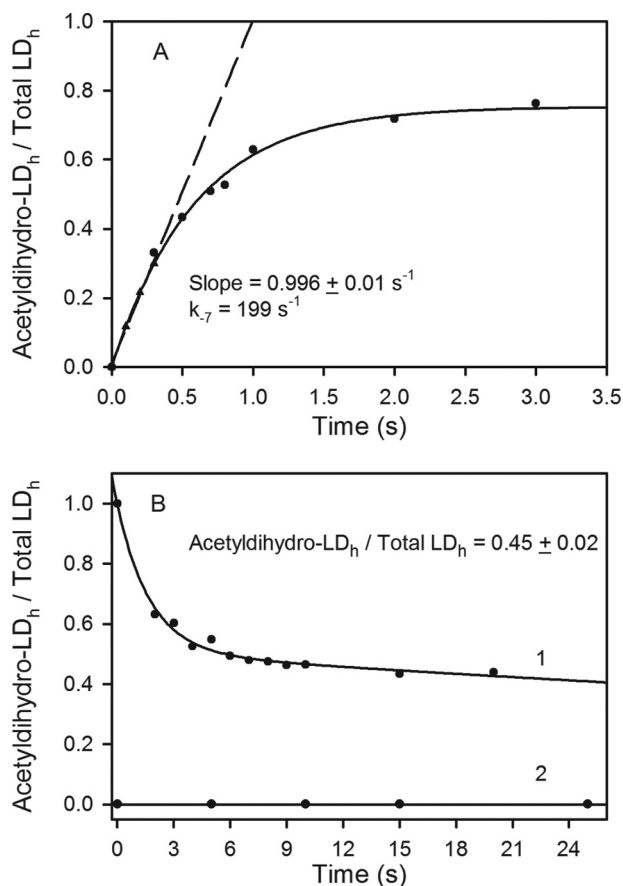 A
Acetyldihydro-LDh / Total LDh
1.0
0.8
0.6
0.4
0.2
0.0
Slope = 0.996 ± 0.01 s-1
k-7 = 199 s-1
0.0 0.5 1.0 1.5 2.0 2.5 3.0 3.5
Time (s)
B
Acetyldihydro-LDh / Total LDh
Acetyldihydro-LDh / Total LDh = 0.45 ± 0.02
1.0
0.8
0.6
0.4
0.2
0.0
1
2
0 3 6 9 12 15 18 21 24
Time (s)